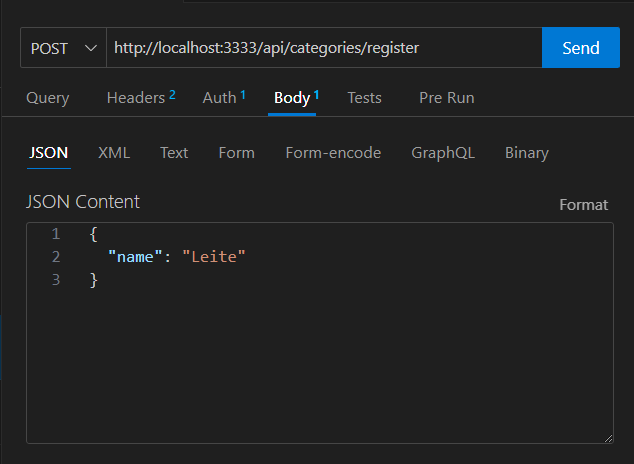 POST http://localhost:3333/api/categories/register Send
Query Headers 2 Auth 1 Body 1 Tests Pre Run
JSON XML Text Form Form-encode GraphQL Binary
JSON Content Format
1 {
2 "name": "Leite"
3 }